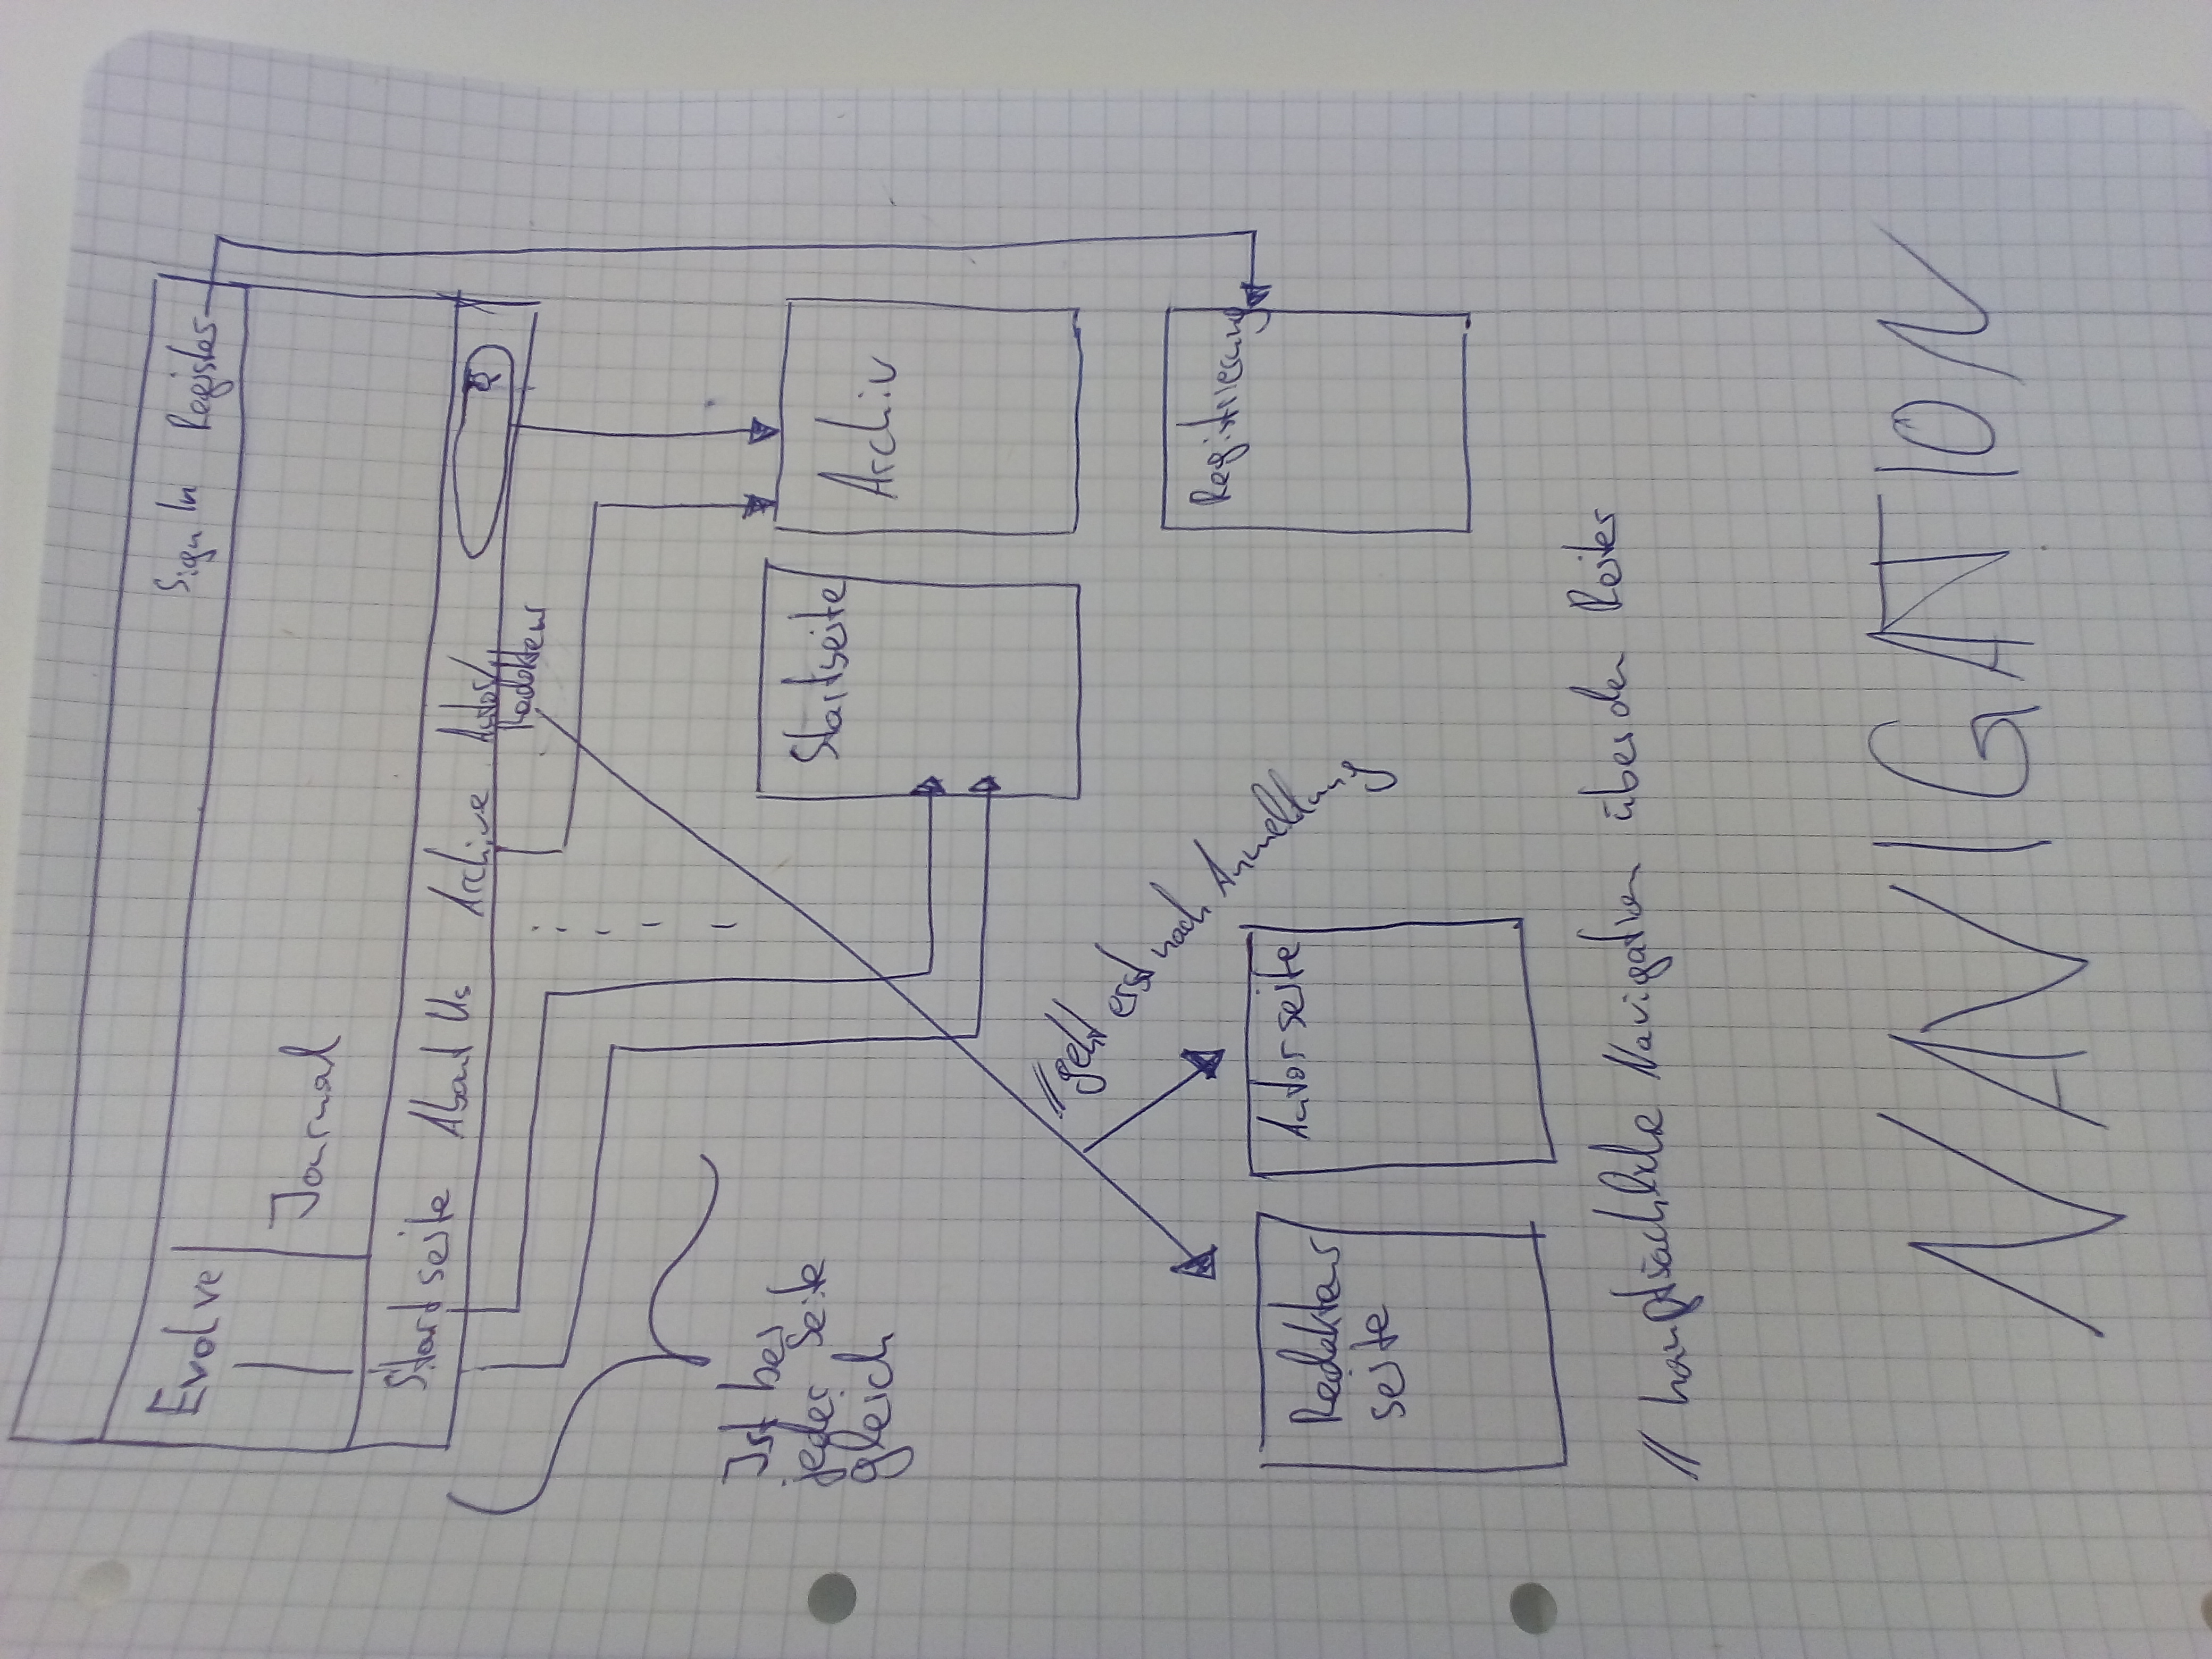 Sign In Register
Evolve
Journal
Startseite About Us Archive Autor/
Redakteur
Ist bei
jeder Seite
gleich
Startseite
Archiv
// geht erst nach Anmeldung
Registrierung
Redakteur
seite
Autorseite
// hauptsächliche Navigation über den Reiter
NAVIGATION